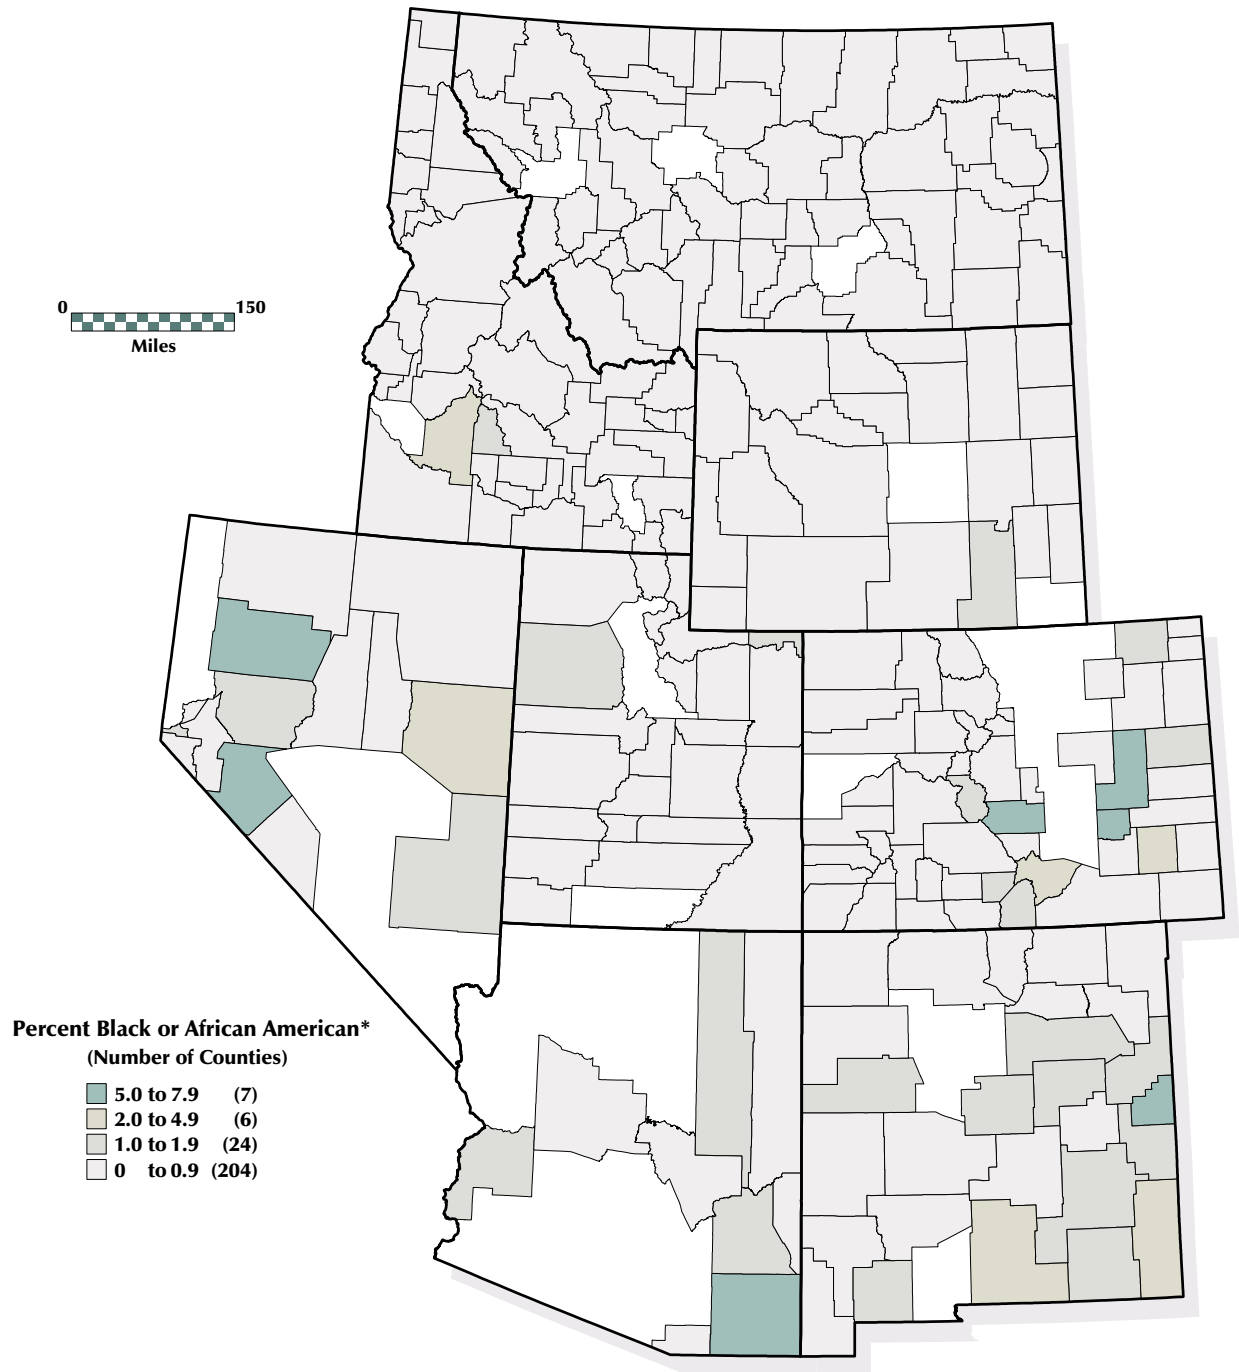 0 150
Miles
Percent Black or African American*
(Number of Counties)
5.0 to 7.9 (7)
2.0 to 4.9 (6)
1.0 to 1.9 (24)
0 to 0.9 (204)